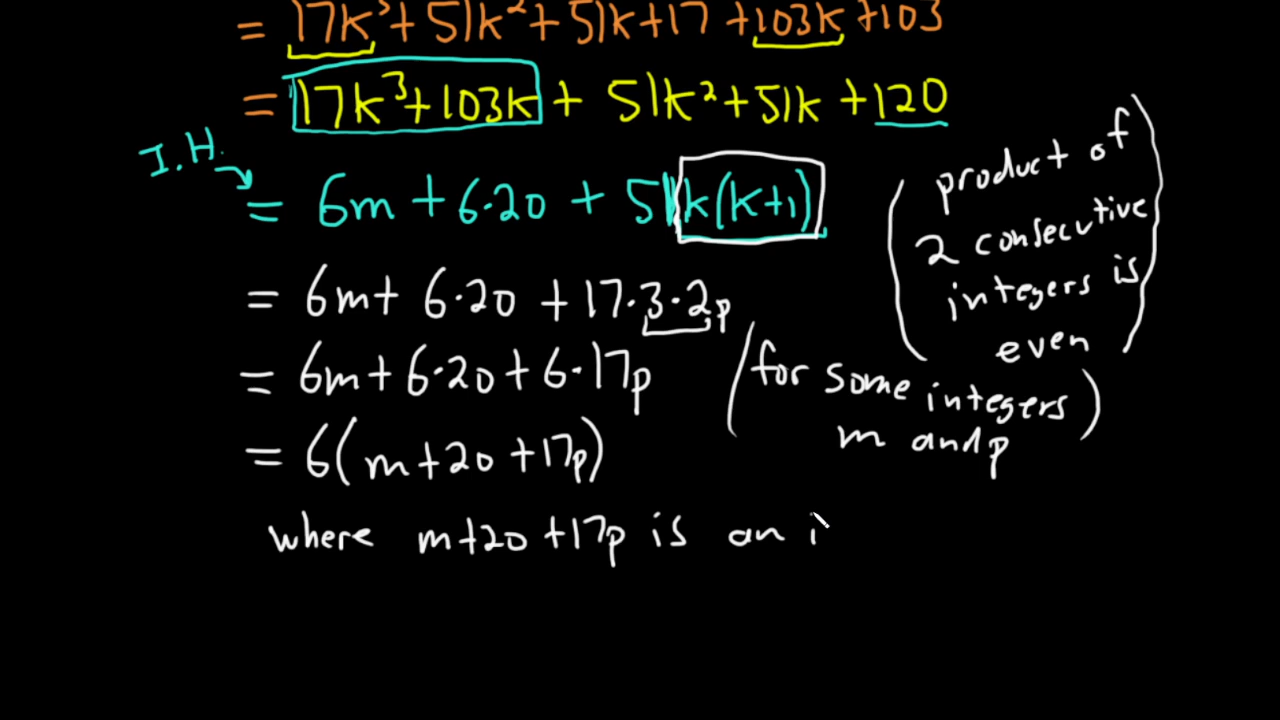 = 17k³ + 51k² + 51k + 17 + 103k + 103
= 17k³ + 103k + 51k² + 51k + 120
I.H.
= 6m + 6·20 + 51k(k+1)
(product of
2 consecutive
integers is
even)
= 6m + 6·20 + 17·3·2p
= 6m + 6·20 + 6·17p
(for some integers)
m and p
= 6(m + 20 + 17p)
where m+20+17p is an i